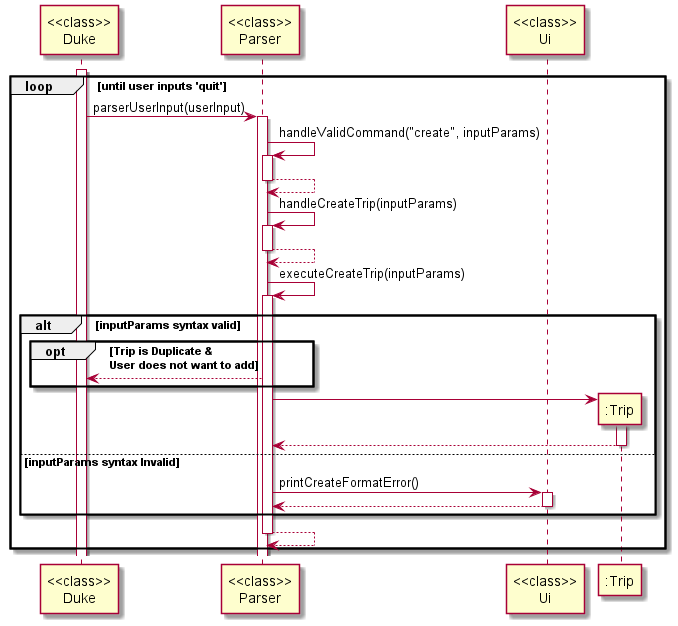 <<class>>
Duke
<<class>>
Parser
<<class>>
Ui
loop
[until user inputs 'quit']
parserUserInput(userInput)
handleValidCommand("create", inputParams)
handleCreateTrip(inputParams)
executeCreateTrip(inputParams)
alt
[inputParams syntax valid]
opt
[Trip is Duplicate &
User does not want to add]
:Trip
[inputParams syntax Invalid]
printCreateFormatError()
<<class>>
Duke
<<class>>
Parser
<<class>>
Ui
:Trip